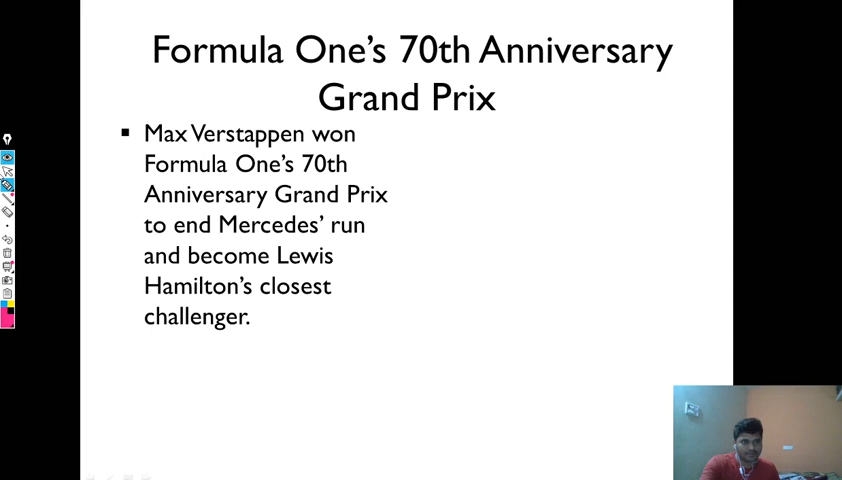 Formula One's 70th Anniversary
Grand Prix
▪ Max Verstappen won
Formula One's 70th
Anniversary Grand Prix
to end Mercedes' run
and become Lewis
Hamilton's closest
challenger.